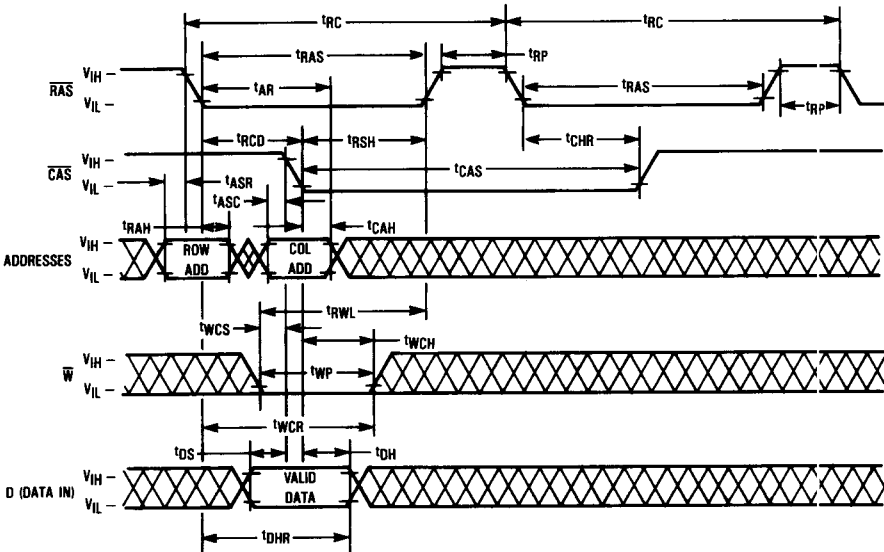 tRC tRC
tRAS tRP
VIH –
RAS
tAR tRAS
VIL – tRP
tRCD tRSH tCHR
VIH –
CAS tCAS
VIL –
tASR
tASC
tRAH tCAH
VIH –
ADDRESSES ROW ADD COL ADD
VIL –
tRWL
tWCS
tWCH
VIH –
W tWP
VIL –
tWCR
tDS tDH
VIH –
D (DATA IN) VALID DATA
VIL –
tDHR